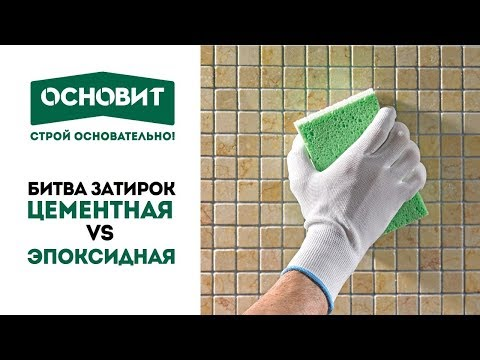 ОСНОВИТ
СТРОЙ ОСНОВАТЕЛЬНО!
БИТВА ЗАТИРОК
ЦЕМЕНТНАЯ
VS
ЭПОКСИДНАЯ